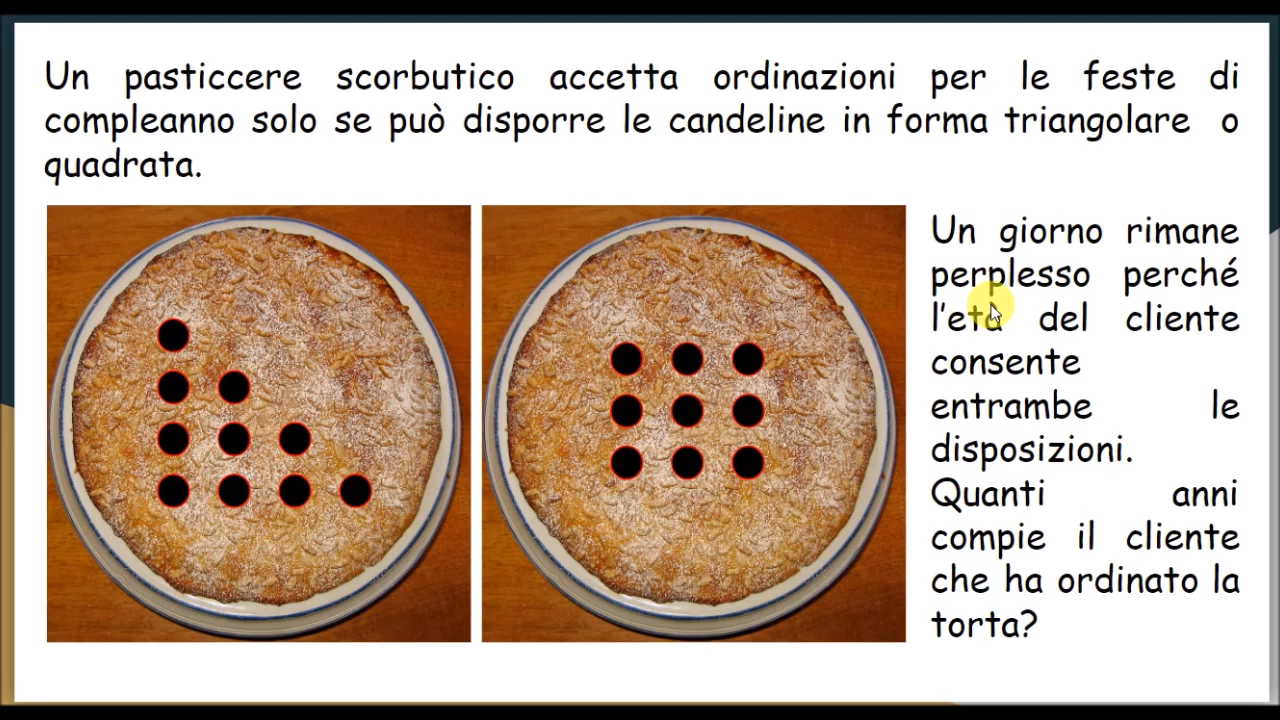 Un pasticcere scorbutico accetta ordinazioni per le feste di
compleanno solo se può disporre le candeline in forma triangolare o
quadrata.
Un giorno rimane
perplesso perché
l'età del cliente
consente
entrambe le
disposizioni.
Quanti anni
compie il cliente
che ha ordinato la
torta?